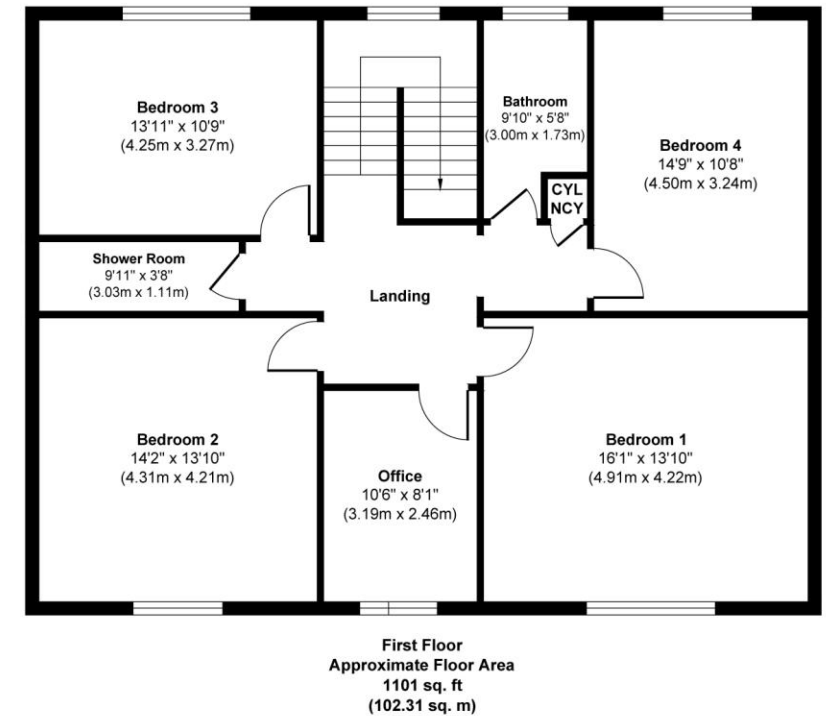 Bedroom 3
13'11" x 10'9"
(4.25m x 3.27m)
Bathroom
9'10" x 5'8"
(3.00m x 1.73m)
Bedroom 4
14'9" x 10'8"
(4.50m x 3.24m)
CYL
NCY
Shower Room
9'11" x 3'8"
(3.03m x 1.11m)
Landing
Bedroom 2
14'2" x 13'10"
(4.31m x 4.21m)
Office
10'6" x 8'1"
(3.19m x 2.46m)
Bedroom 1
16'1" x 13'10"
(4.91m x 4.22m)
First Floor
Approximate Floor Area
1101 sq. ft
(102.31 sq. m)